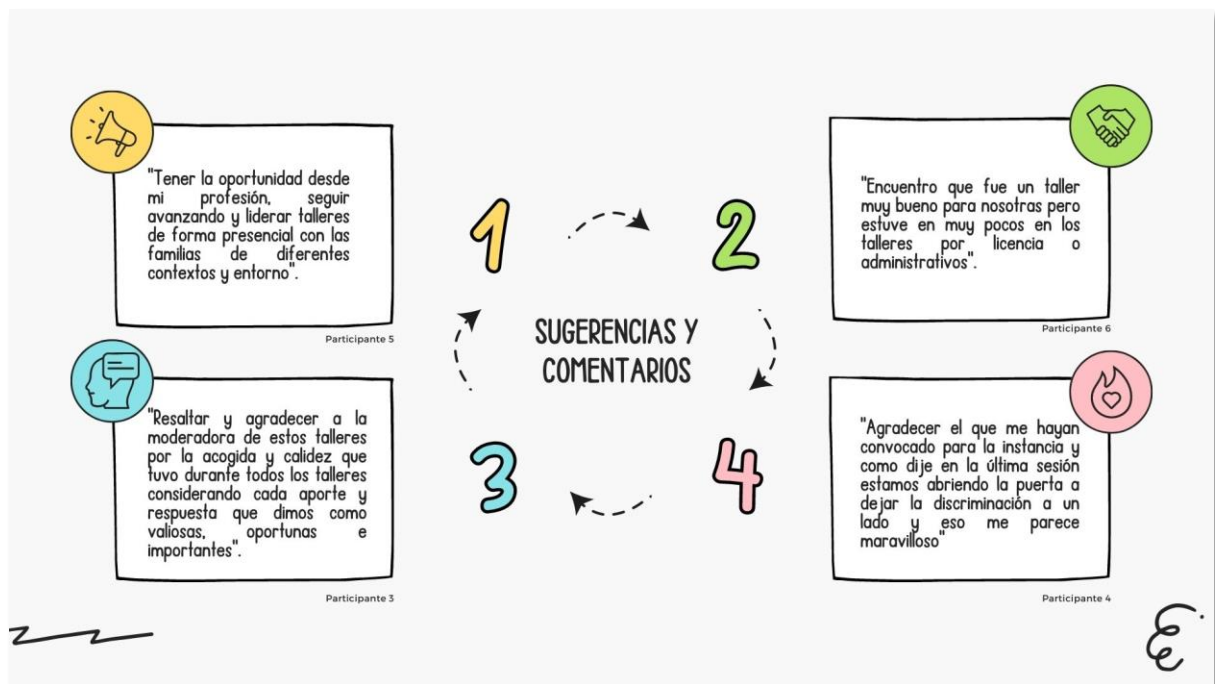 "Tener la oportunidad desde
mi profesión, seguir
avanzando y liderar talleres
de forma presencial con las
familias de diferentes
contextos y entorno".
Participante 5
1
2
"Encuentro que fue un taller
muy bueno para nosotras pero
estuve en muy pocos en los
talleres por licencia o
administrativos".
Participante 6
SUGERENCIAS Y
COMENTARIOS
"Resaltar y agradecer a la
moderadora de estos talleres
por la acogida y calidez que
tuvo durante todos los talleres
considerando cada aporte y
respuesta que dimos como
valiosas, oportunas e
importantes".
Participante 3
3
4
"Agradecer el que me hayan
convocado para la instancia y
como dije en la última sesión
estamos abriendo la puerta a
dejar la discriminación a un
lado y eso me parece
maravilloso"
Participante 4